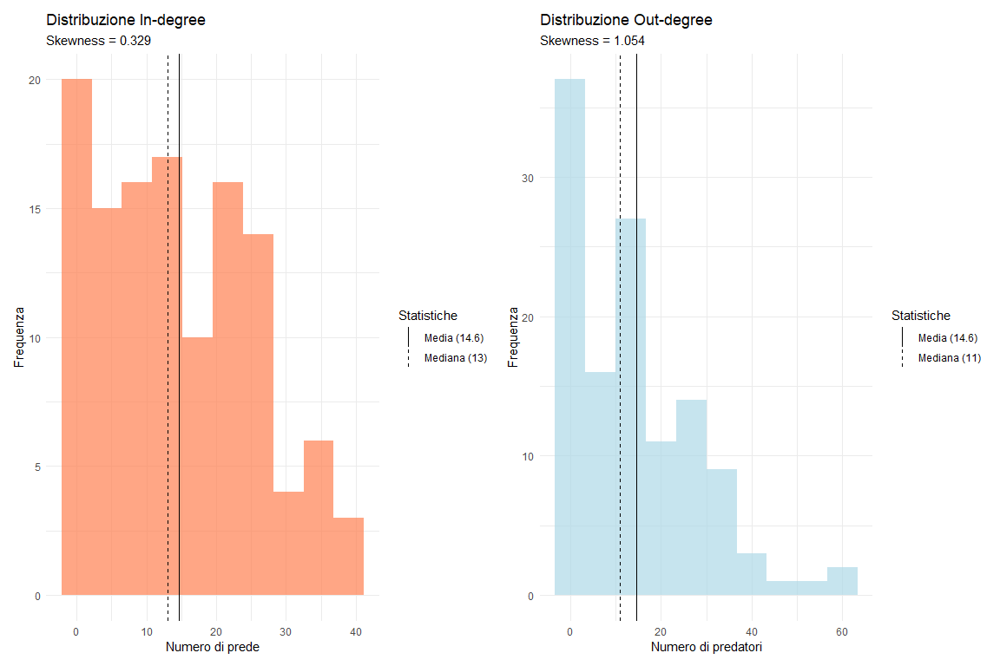 Distribuzione In-degree
Skewness = 0.329
20
15
10
5
0
Frequenza
0 10 20 30 40
Numero di prede
Statistiche
Media (14.6)
Mediana (13)
Distribuzione Out-degree
Skewness = 1.054
30
20
10
0
Frequenza
0 20 40 60
Numero di predatori
Statistiche
Media (14.6)
Mediana (11)